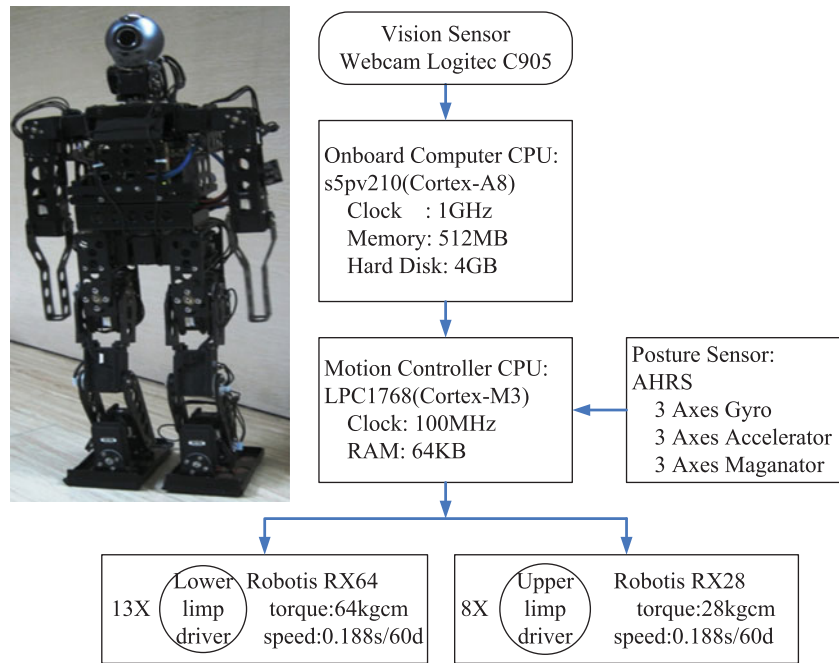 Vision Sensor
Webcam Logitec C905
Onboard Computer CPU:
s5pv210(Cortex-A8)
Clock : 1GHz
Memory: 512MB
Hard Disk: 4GB
Motion Controller CPU:
LPC1768(Cortex-M3)
Clock: 100MHz
RAM: 64KB
Posture Sensor:
AHRS
3 Axes Gyro
3 Axes Accelerator
3 Axes Maganator
13X
Lower
limp
driver
Robotis RX64
torque:64kgcm
speed:0.188s/60d
8X
Upper
limp
driver
Robotis RX28
torque:28kgcm
speed:0.188s/60d